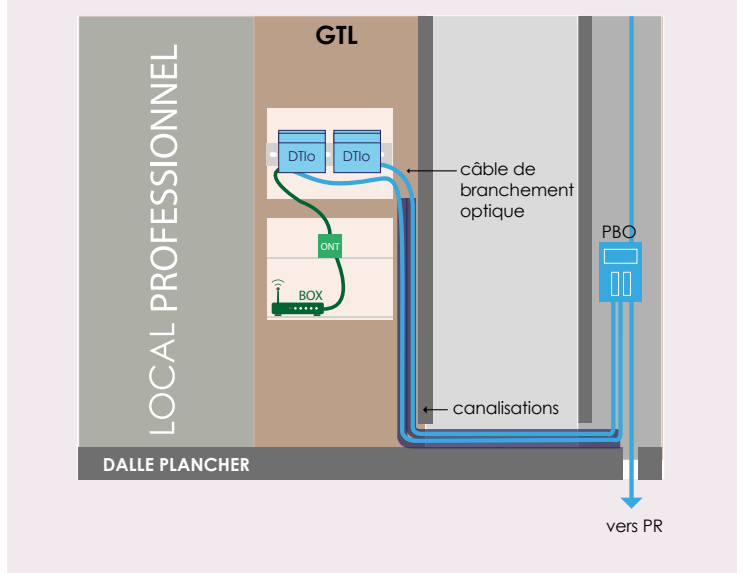 GTL
LOCAL PROFESSIONNEL
DTIo
DTIo
câble de
branchement
optique
PBO
ONT
BOX
canalisations
DALLE PLANCHER
vers PR